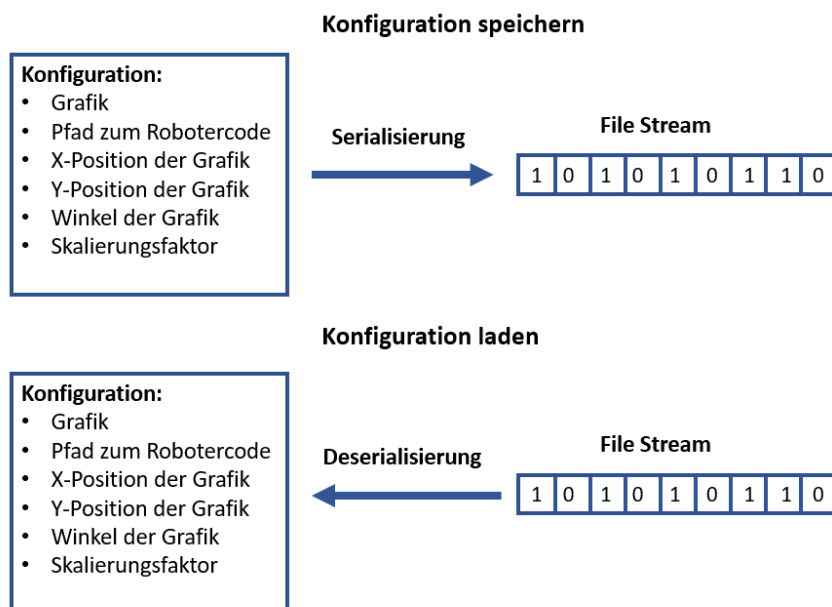 Konfiguration speichern
Konfiguration:
• Grafik
• Pfad zum Robotercode
• X-Position der Grafik
• Y-Position der Grafik
• Winkel der Grafik
• Skalierungsfaktor
Serialisierung
File Stream
1 0 1 0 1 0 1 1 0
Konfiguration laden
Konfiguration:
• Grafik
• Pfad zum Robotercode
• X-Position der Grafik
• Y-Position der Grafik
• Winkel der Grafik
• Skalierungsfaktor
Deserialisierung
File Stream
1 0 1 0 1 0 1 1 0